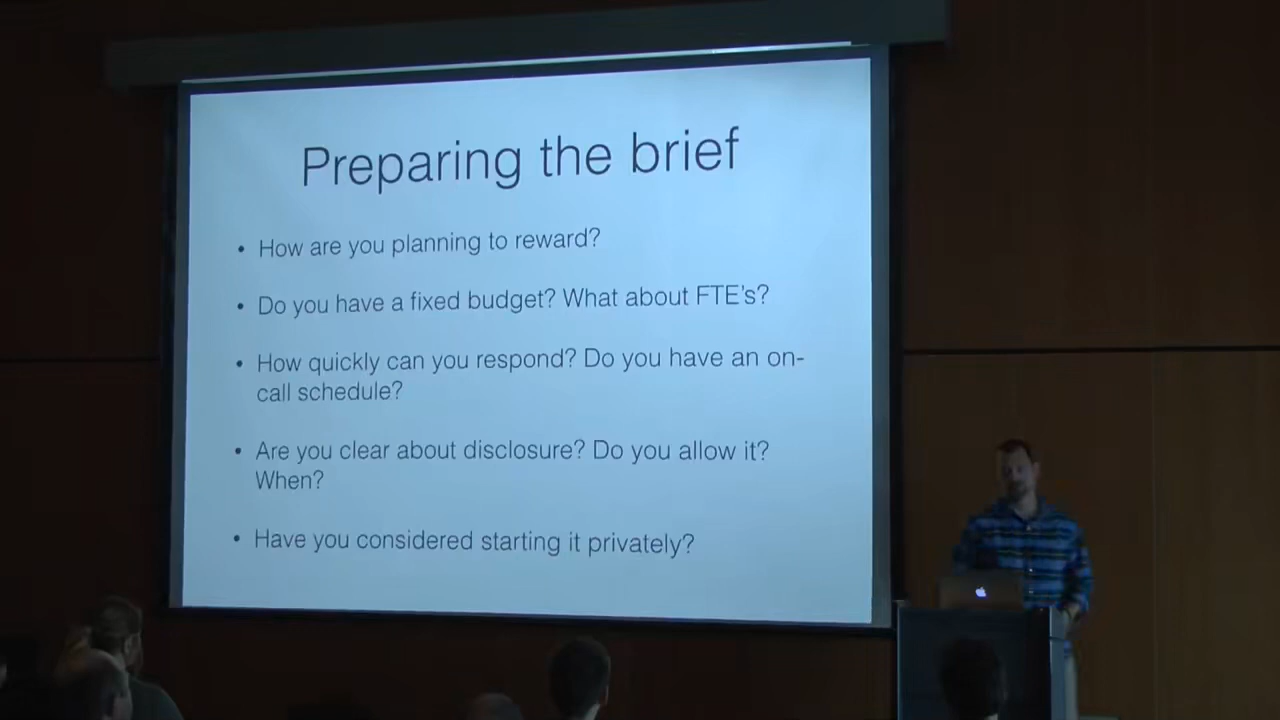 Preparing the brief
• How are you planning to reward?
• Do you have a fixed budget? What about FTE's?
• How quickly can you respond? Do you have an on-
call schedule?
• Are you clear about disclosure? Do you allow it?
When?
• Have you considered starting it privately?